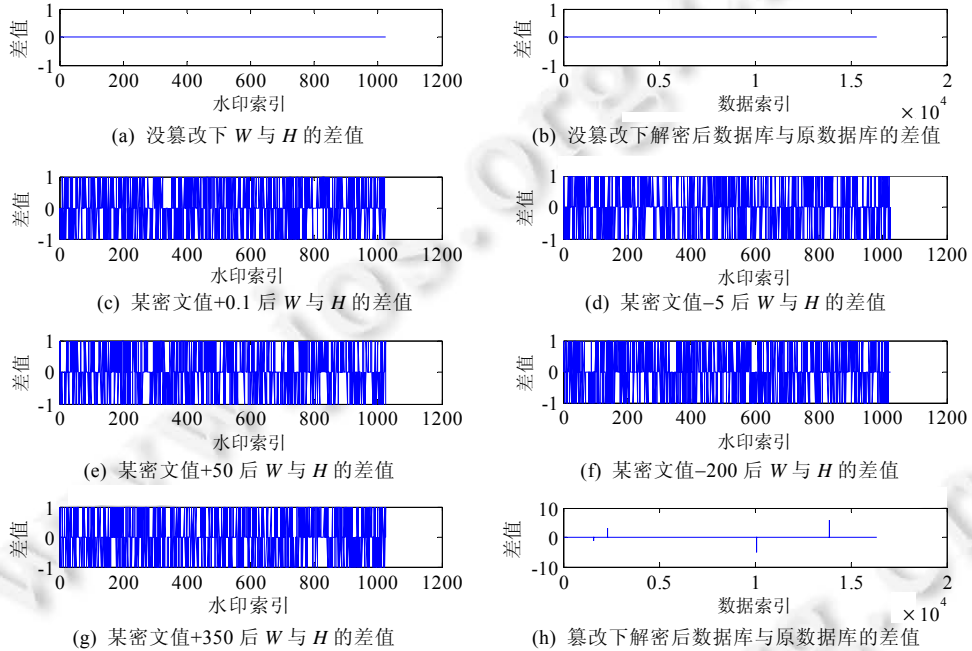 1
0
-1
差值
0 200 400 600 800 1000 1200
水印索引
(a) 没篡改下 W 与 H 的差值
1
0
-1
差值
0 0.5 1 1.5 2
数据索引
× 10^4
(b) 没篡改下解密后数据库与原数据库的差值
1
0
-1
差值
0 200 400 600 800 1000 1200
水印索引
(c) 某密文值+0.1 后 W 与 H 的差值
1
0
-1
差值
0 200 400 600 800 1000 1200
水印索引
(d) 某密文值–5 后 W 与 H 的差值
1
0
-1
差值
0 200 400 600 800 1000 1200
水印索引
(e) 某密文值+50 后 W 与 H 的差值
1
0
-1
差值
0 200 400 600 800 1000 1200
水印索引
(f) 某密文值–200 后 W 与 H 的差值
1
0
-1
差值
0 200 400 600 800 1000 1200
水印索引
(g) 某密文值+350 后 W 与 H 的差值
10
0
-10
差值
0 0.5 1 1.5 2
数据索引
×10^4
(h) 篡改下解密后数据库与原数据库的差值